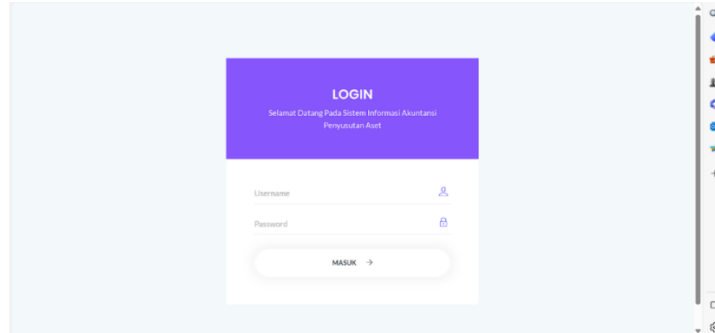 LOGIN
Selamat Datang Pada Sistem Informasi Akuntansi
Penyusutan Aset
Username
Password
MASUK